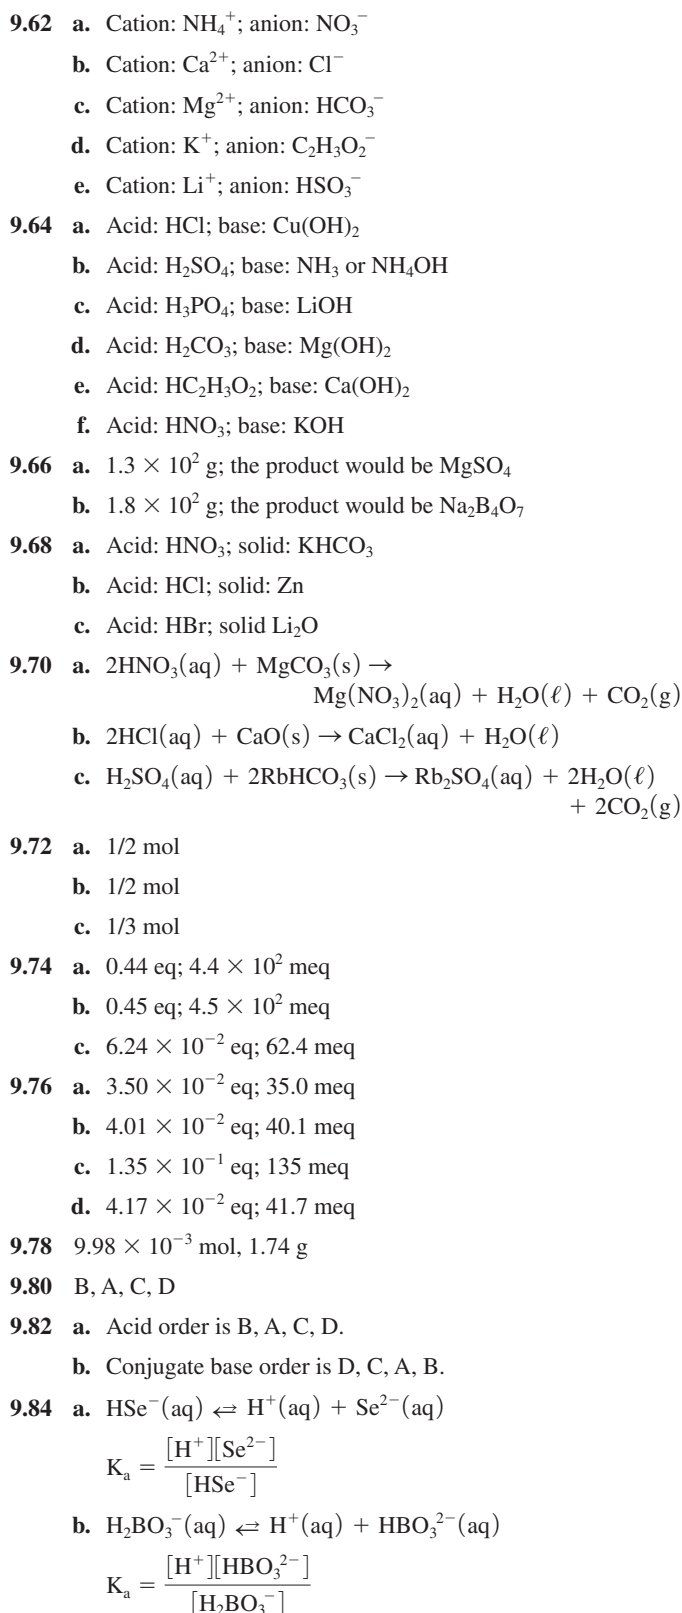 9.62 a. Cation: NH₄⁺; anion: NO₃⁻
b. Cation: Ca²⁺; anion: Cl⁻
c. Cation: Mg²⁺; anion: HCO₃⁻
d. Cation: K⁺; anion: C₂H₃O₂⁻
e. Cation: Li⁺; anion: HSO₃⁻
9.64 a. Acid: HCl; base: Cu(OH)₂
b. Acid: H₂SO₄; base: NH₃ or NH₄OH
c. Acid: H₃PO₄; base: LiOH
d. Acid: H₂CO₃; base: Mg(OH)₂
e. Acid: HC₂H₃O₂; base: Ca(OH)₂
f. Acid: HNO₃; base: KOH
9.66 a. 1.3 × 10² g; the product would be MgSO₄
b. 1.8 × 10² g; the product would be Na₂B₄O₇
9.68 a. Acid: HNO₃; solid: KHCO₃
b. Acid: HCl; solid: Zn
c. Acid: HBr; solid Li₂O
9.70 a. 2HNO₃(aq) + MgCO₃(s) →
Mg(NO₃)₂(aq) + H₂O(ℓ) + CO₂(g)
b. 2HCl(aq) + CaO(s) → CaCl₂(aq) + H₂O(ℓ)
c. H₂SO₄(aq) + 2RbHCO₃(s) → Rb₂SO₄(aq) + 2H₂O(ℓ)
+ 2CO₂(g)
9.72 a. 1/2 mol
b. 1/2 mol
c. 1/3 mol
9.74 a. 0.44 eq; 4.4 × 10² meq
b. 0.45 eq; 4.5 × 10² meq
c. 6.24 × 10⁻² eq; 62.4 meq
9.76 a. 3.50 × 10⁻² eq; 35.0 meq
b. 4.01 × 10⁻² eq; 40.1 meq
c. 1.35 × 10⁻¹ eq; 135 meq
d. 4.17 × 10⁻² eq; 41.7 meq
9.78 9.98 × 10⁻³ mol, 1.74 g
9.80 B, A, C, D
9.82 a. Acid order is B, A, C, D.
b. Conjugate base order is D, C, A, B.
9.84 a. HSe⁻(aq) ⇄ H⁺(aq) + Se²⁻(aq)
Kₐ = [H⁺][Se²⁻] / [HSe⁻]
b. H₂BO₃⁻(aq) ⇄ H⁺(aq) + HBO₃²⁻(aq)
Kₐ = [H⁺][HBO₃²⁻] / [H₂BO₃⁻]